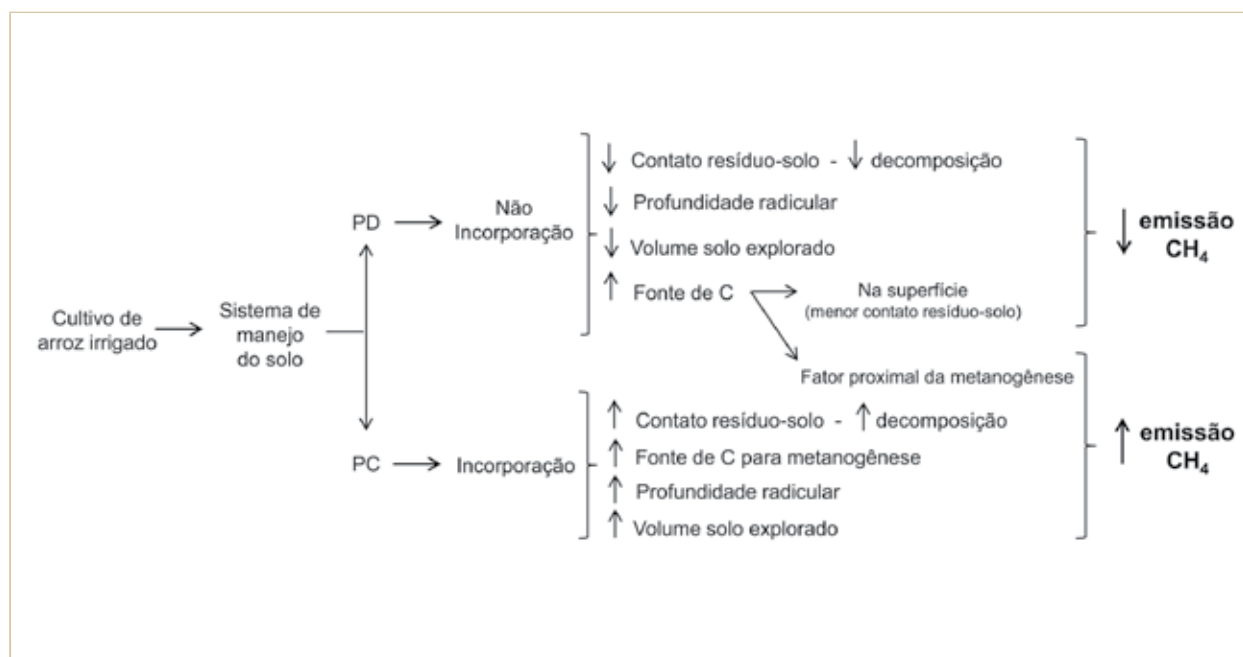 Cultivo de
arroz irrigado
Sistema de
manejo
do solo
PD
Não
Incorporação
↓ Contato resíduo-solo - ↓ decomposição
↓ Profundidade radicular
↓ Volume solo explorado
↑ Fonte de C
Na superfície
(menor contato resíduo-solo)
Fator proximal da metanogênese
↓ emissão
CH₄
PC
Incorporação
↑ Contato resíduo-solo - ↑ decomposição
↑ Fonte de C para metanogênese
↑ Profundidade radicular
↑ Volume solo explorado
↑ emissão
CH₄